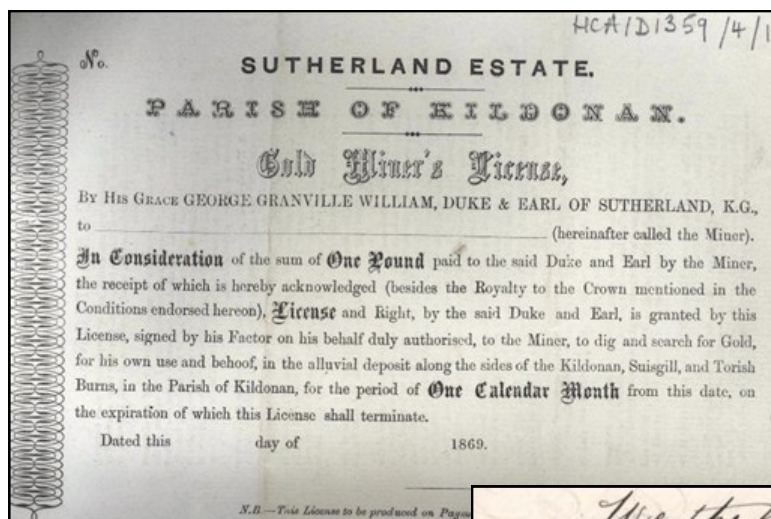 HCA/D1359/4/1
No.
SUTHERLAND ESTATE.
PARISH OF KILDONAN.
Gold Miner's License,
BY HIS GRACE GEORGE GRANVILLE WILLIAM, DUKE & EARL OF SUTHERLAND, K.G.,
to (hereinafter called the Miner).
In Consideration of the sum of One Pound paid to the said Duke and Earl by the Miner,
the receipt of which is hereby acknowledged (besides the Royalty to the Crown mentioned in the
Conditions endorsed hereon), License and Right, by the said Duke and Earl, is granted by this
License, signed by his Factor on his behalf duly authorised, to the Miner, to dig and search for Gold,
for his own use and behoof, in the alluvial deposit along the sides of the Kildonan, Suisgill, and Torish
Burns, in the Parish of Kildonan, for the period of One Calendar Month from this date, on
the expiration of which this License shall terminate.
Dated this day of 1869.
N.B.—This License to be produced on
We the